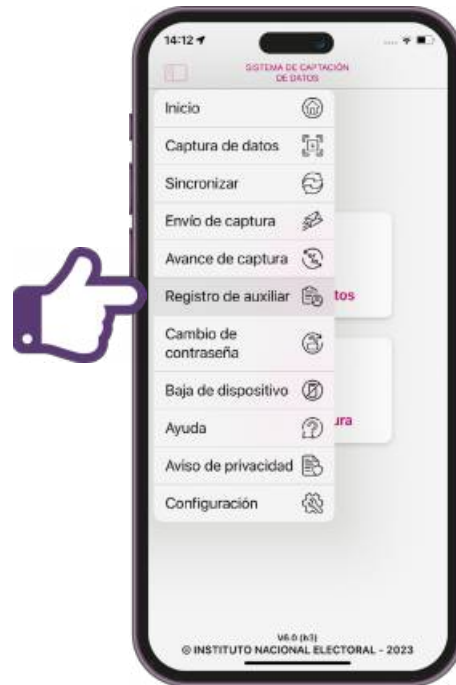 14:12
SISTEMA DE CAPTACIÓN
DE DATOS
Inicio
Captura de datos
Sincronizar
Envío de captura
Avance de captura
Registro de auxiliar
tos
Cambio de
contraseña
Baja de dispositivo
Ayuda
ura
Aviso de privacidad
Configuración
V6.0 (b3)
© INSTITUTO NACIONAL ELECTORAL - 2023